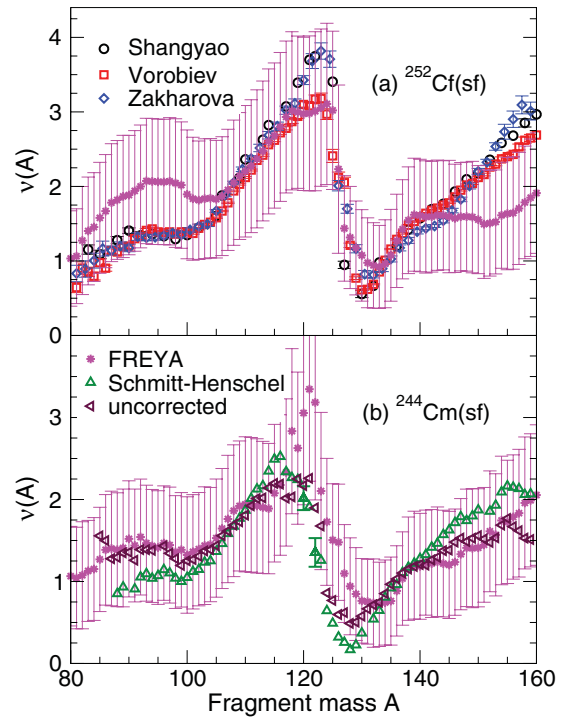 4
(a) ²⁵²Cf(sf)
Shangyao
Vorobiev
Zakharova
3
ν(A)
2
1
0
FREYA
Schmitt-Henschel
uncorrected
(b) ²⁴⁴Cm(sf)
3
ν(A)
2
1
0
80 100 120 140 160
Fragment mass A